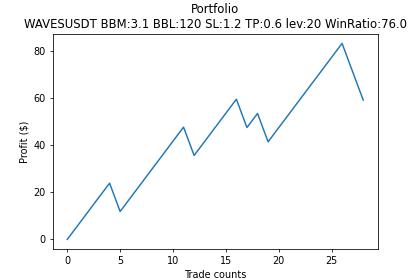 Portfolio
WAVESUSDT BBM:3.1 BBL:120 SL:1.2 TP:0.6 lev:20 WinRatio:76.0
80
60
40
20
0
Profit ($)
0 5 10 15 20 25
Trade counts